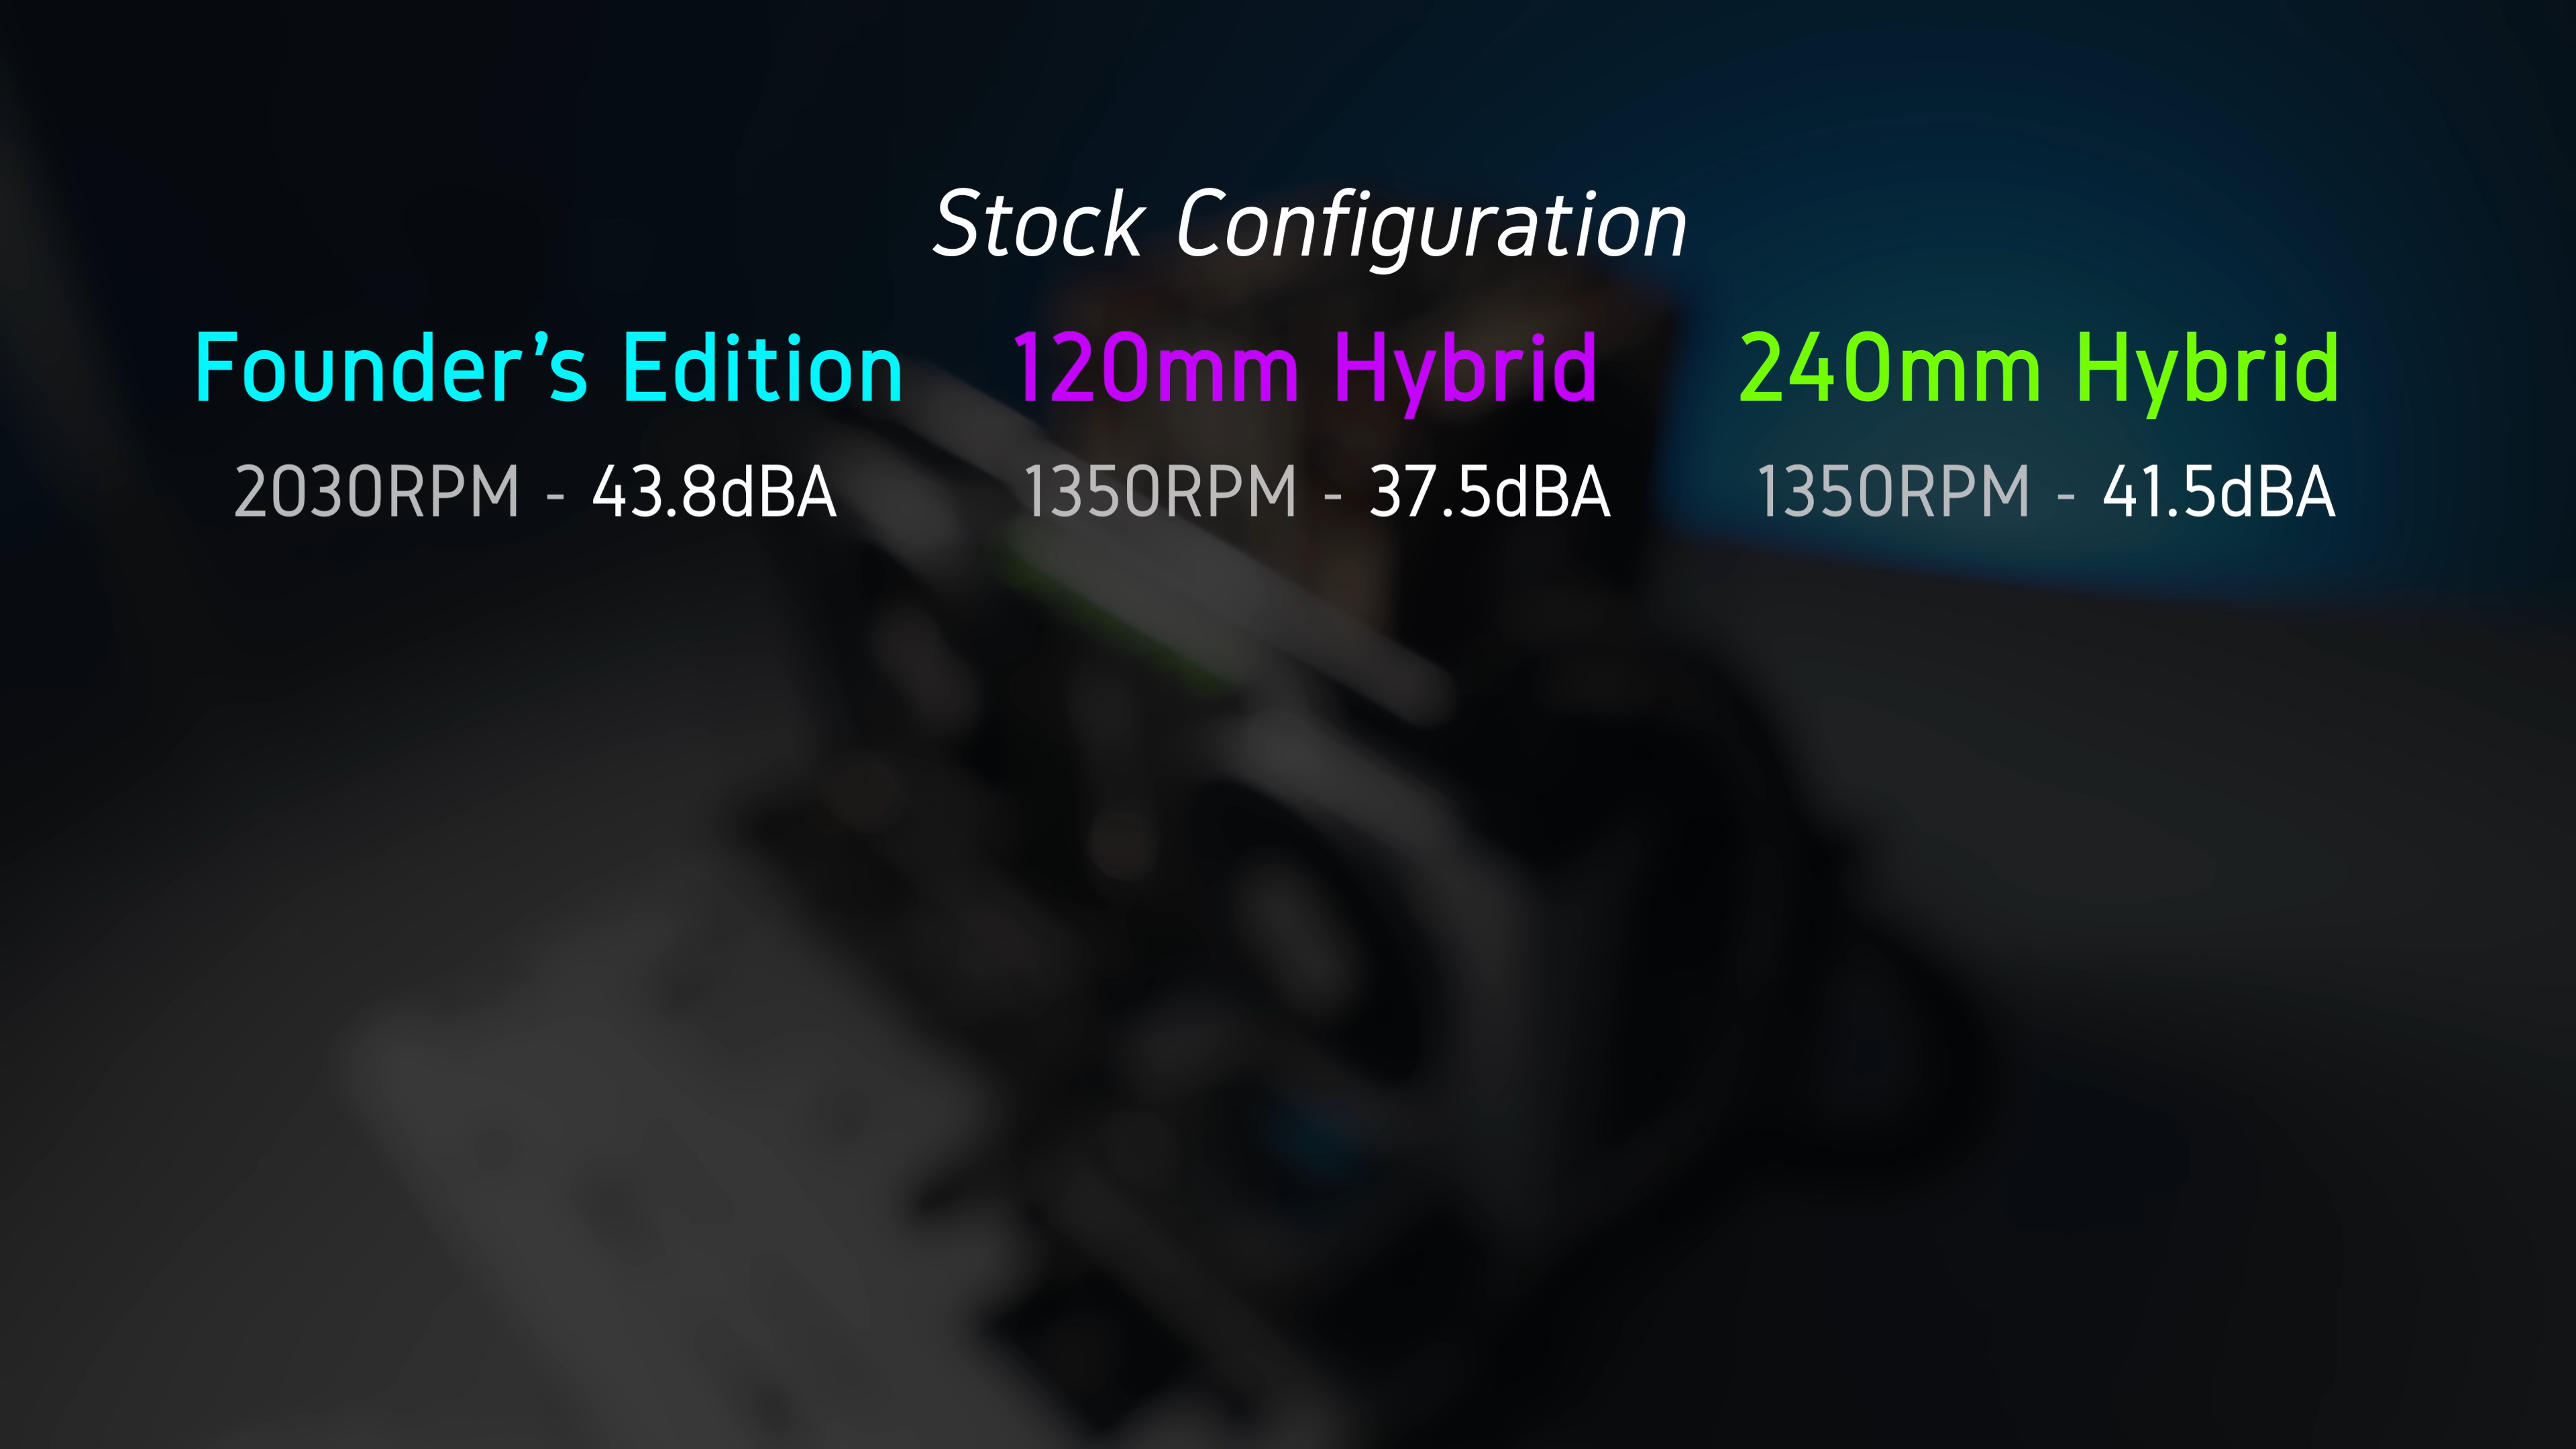 Stock Configuration
Founder’s Edition 120mm Hybrid 240mm Hybrid
2030RPM - 43.8dBA 1350RPM - 37.5dBA 1350RPM - 41.5dBA